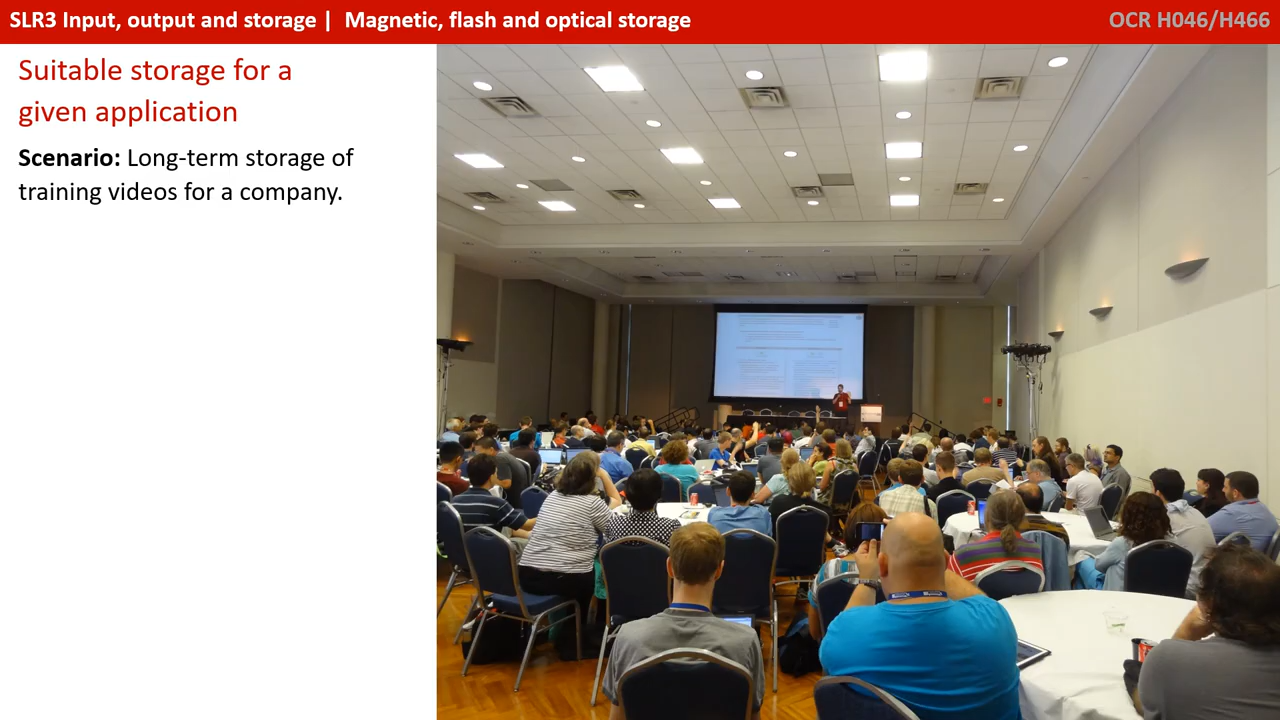 SLR3 Input, output and storage | Magnetic, flash and optical storage
OCR H046/H466
Suitable storage for a
given application
Scenario: Long-term storage of
training videos for a company.